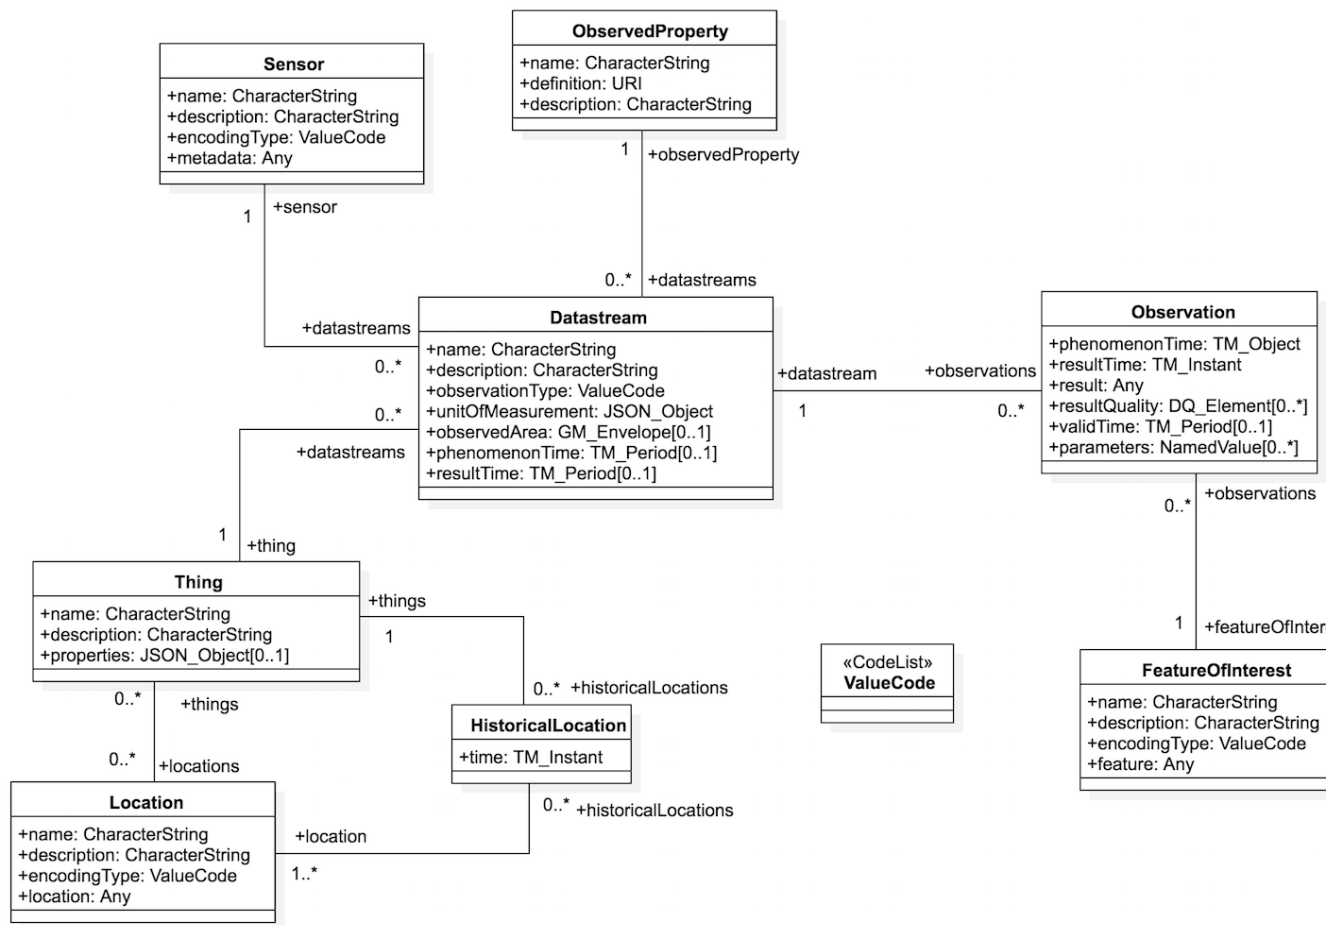 ObservedProperty
+name: CharacterString
+definition: URI
+description: CharacterString
Sensor
+name: CharacterString
+description: CharacterString
+encodingType: ValueCode
+metadata: Any
1
+observedProperty
1
+sensor
0..*
+datastreams
+datastreams
0..*
Datastream
+name: CharacterString
+description: CharacterString
+observationType: ValueCode
+unitOfMeasurement: JSON_Object
+observedArea: GM_Envelope[0..1]
+phenomenonTime: TM_Period[0..1]
+resultTime: TM_Period[0..1]
+datastream
1
+observations
0..*
Observation
+phenomenonTime: TM_Object
+resultTime: TM_Instant
+result: Any
+resultQuality: DQ_Element[0..*]
+validTime: TM_Period[0..1]
+parameters: NamedValue[0..*]
0..*
+datastreams
1
+thing
+observations
0..*
1
+featureOfInter
Thing
+name: CharacterString
+description: CharacterString
+properties: JSON_Object[0..1]
+things
1
0..*
+historicalLocations
0..*
+things
0..*
+locations
HistoricalLocation
+time: TM_Instant
0..*
+historicalLocations
+location
1..*
Location
+name: CharacterString
+description: CharacterString
+encodingType: ValueCode
+location: Any
«CodeList»
ValueCode
FeatureOfInterest
+name: CharacterString
+description: CharacterString
+encodingType: ValueCode
+feature: Any